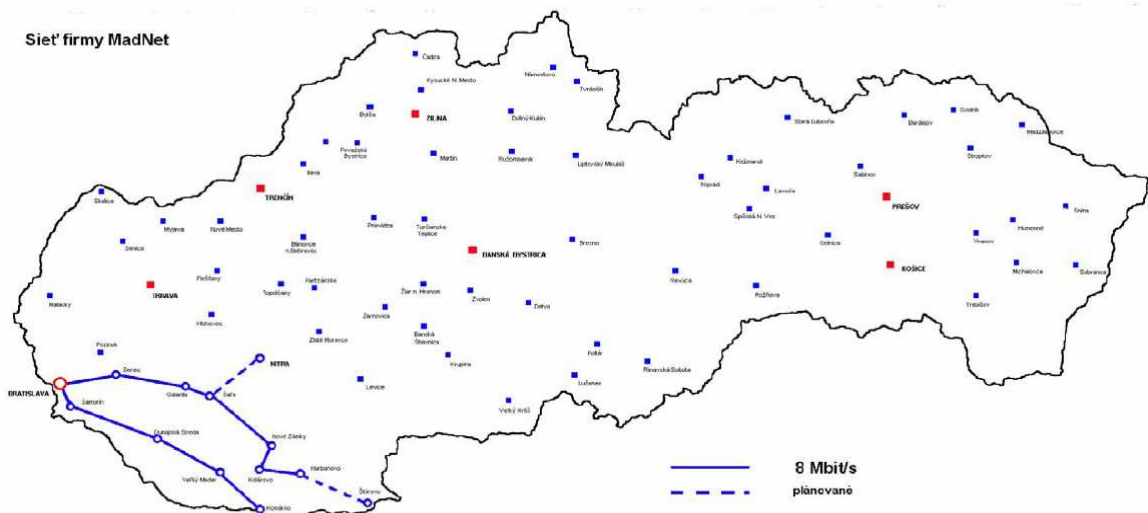 Sieť firmy MadNet
Čadca
Kysucké N. Mesto
Námestovo
Tvrdošín
Bytča
ŽILINA
Dolný Kubín
Stará Ľubovňa
Bardejov
Svidník
Medzilaborce
Považská
Bystrica
Martin
Ružomberok
Liptovský Mikuláš
Kežmarok
Stropkov
Ilava
Sabinov
Poprad
Levoča
TRENČÍN
Skalica
PREŠOV
Spišská N. Ves
Snina
Myjava
Nové Mesto
Prievidza
Turčianske
Teplice
Humenné
Senica
Bánovce
n.Bebravou
Brezno
Gelnica
Vranov
BANSKÁ BYSTRICA
KOŠICE
Michalovce
Sobrance
Piešťany
Partizánske
Revúca
TRNAVA
Topoľčany
Žiar n. Hronom
Zvolen
Rožňava
Trebišov
Malacky
Žarnovica
Detva
Hlohovec
Zlaté Moravce
Banská
Štiavnica
Pezinok
Krupina
Poltár
NITRA
Rimavská Sobota
Senec
Levice
Lučenec
BRATISLAVA
Galanta
Šaľa
Veľký Krtíš
Šamorín
Dunajská Streda
Nové Zámky
Hurbanovo
8 Mbit/s
Veľký Meder
Kolárovo
plánované
Štúrovo
Komárno